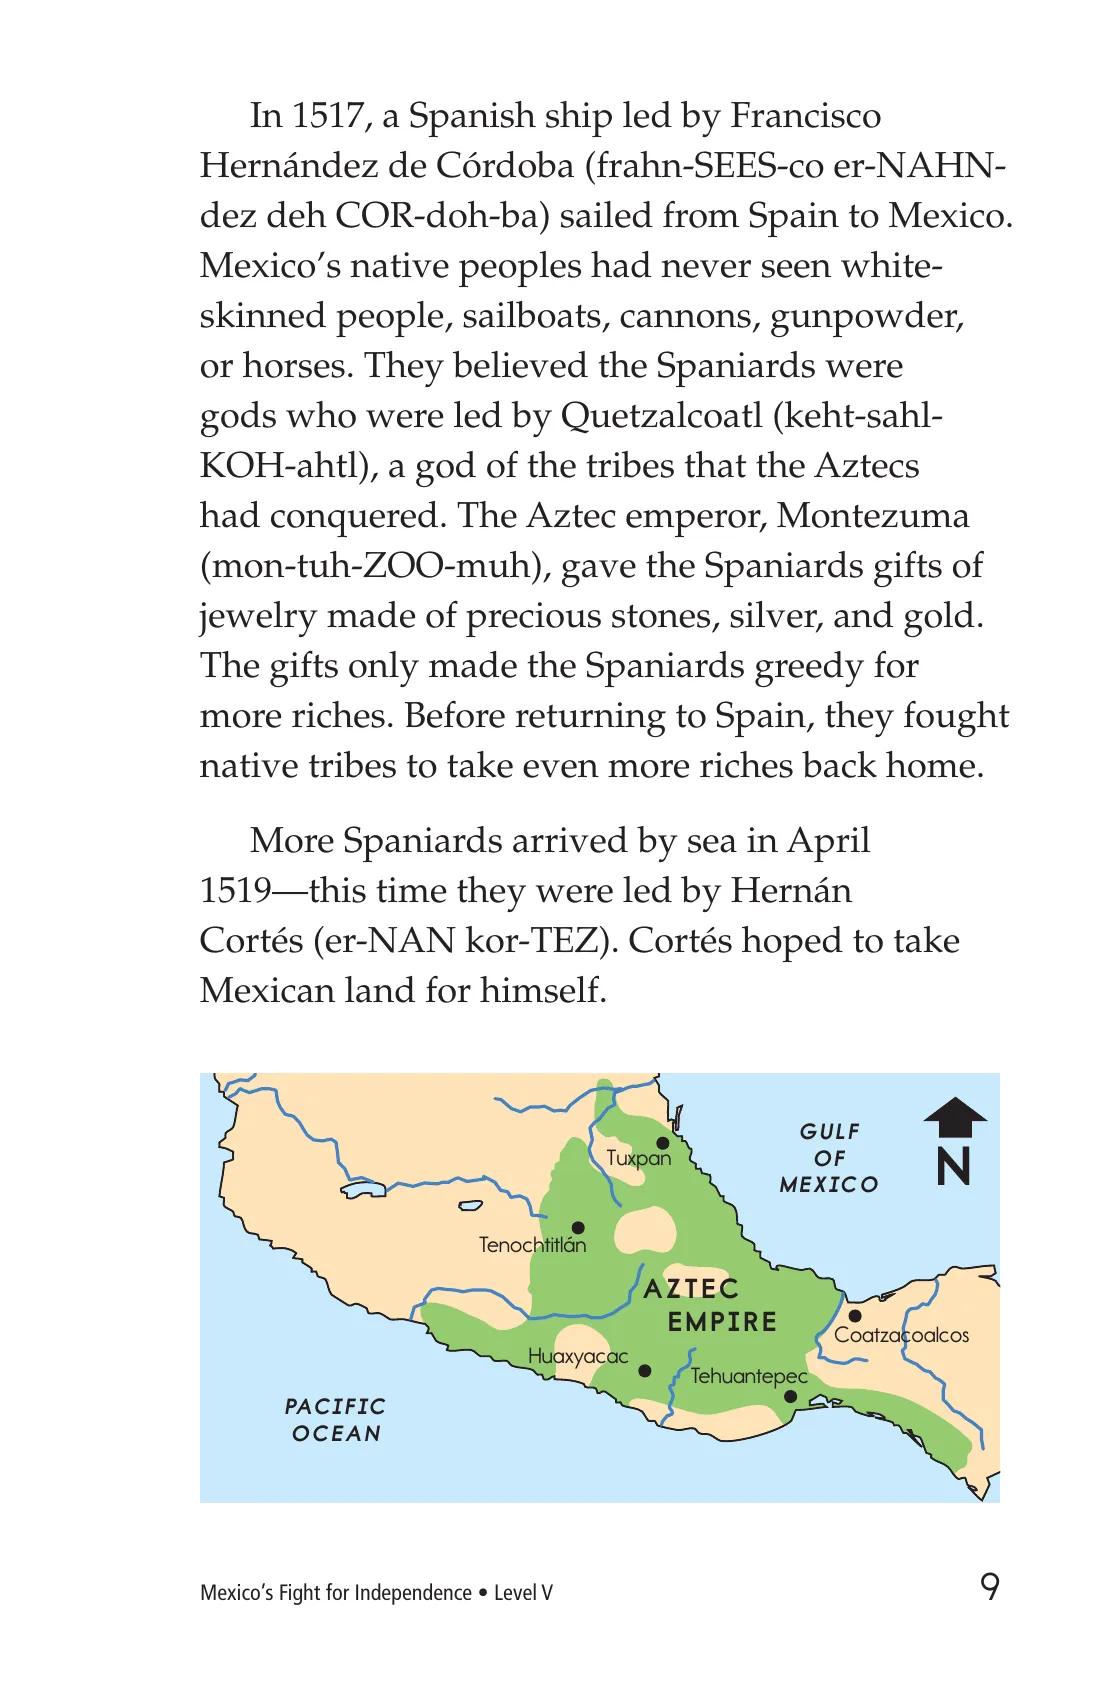 In 1517, a Spanish ship led by Francisco
Hernández de Córdoba (frahn-SEES-co er-NAHN-
dez deh COR-doh-ba) sailed from Spain to Mexico.
Mexico’s native peoples had never seen white-
skinned people, sailboats, cannons, gunpowder,
or horses. They believed the Spaniards were
gods who were led by Quetzalcoatl (keht-sahl-
KOH-ahtl), a god of the tribes that the Aztecs
had conquered. The Aztec emperor, Montezuma
(mon-tuh-ZOO-muh), gave the Spaniards gifts of
jewelry made of precious stones, silver, and gold.
The gifts only made the Spaniards greedy for
more riches. Before returning to Spain, they fought
native tribes to take even more riches back home.
More Spaniards arrived by sea in April
1519—this time they were led by Hernán
Cortés (er-NAN kor-TEZ). Cortés hoped to take
Mexican land for himself.
GULF
OF
MEXICO
N
Tuxpan
Tenochtitlán
AZTEC
EMPIRE
Coatzacoalcos
Huaxyacac
Tehuantepec
PACIFIC
OCEAN
Mexico’s Fight for Independence • Level V
9